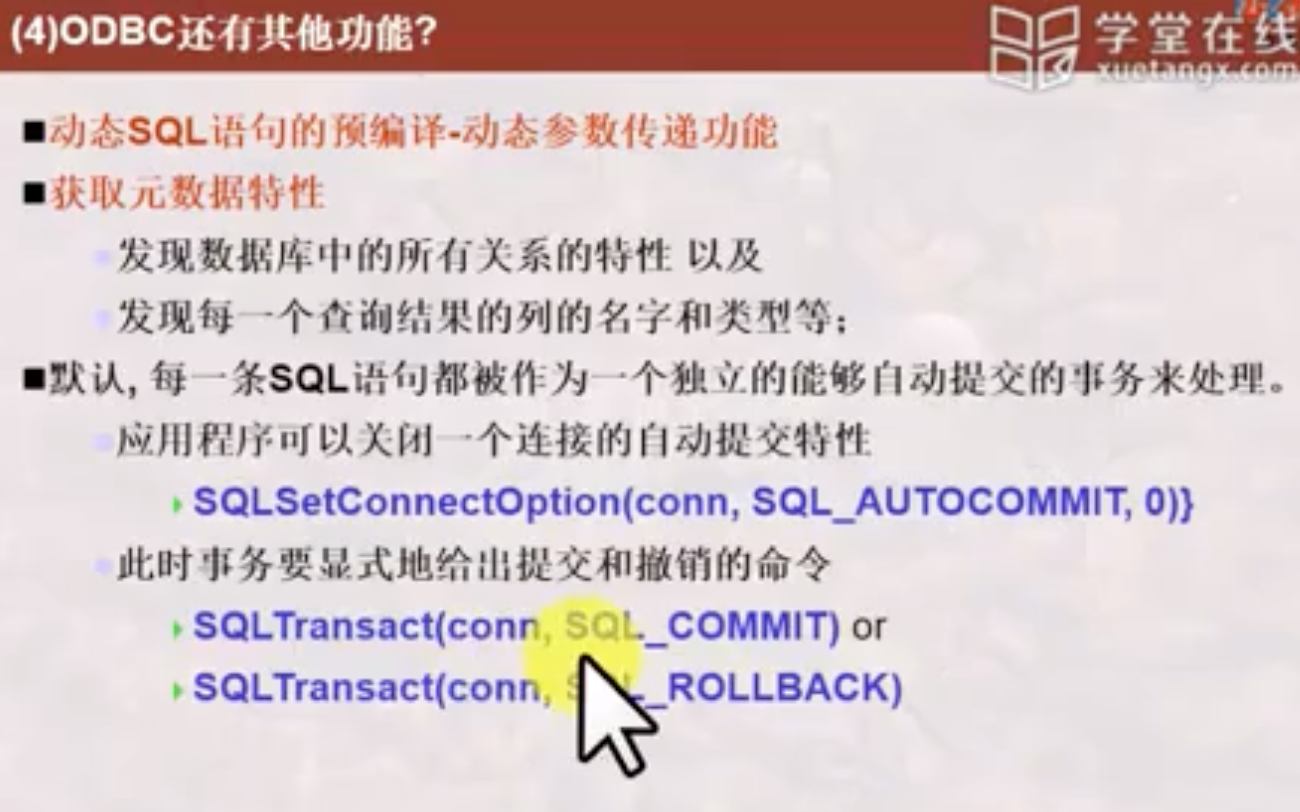 (4)ODBC还有其他功能?
学堂在线
xuetangx.com
■动态SQL语句的预编译-动态参数传递功能
■获取元数据特性
发现数据库中的所有关系的特性 以及
发现每一个查询结果的列的名字和类型等;
■默认, 每一条SQL语句都被作为一个独立的能够自动提交的事务来处理。
应用程序可以关闭一个连接的自动提交特性
SQLSetConnectOption(conn, SQL_AUTOCOMMIT, 0)}
此时事务要显式地给出提交和撤销的命令
SQLTransact(conn, SQL_COMMIT) or
SQLTransact(conn, SQL_ROLLBACK)